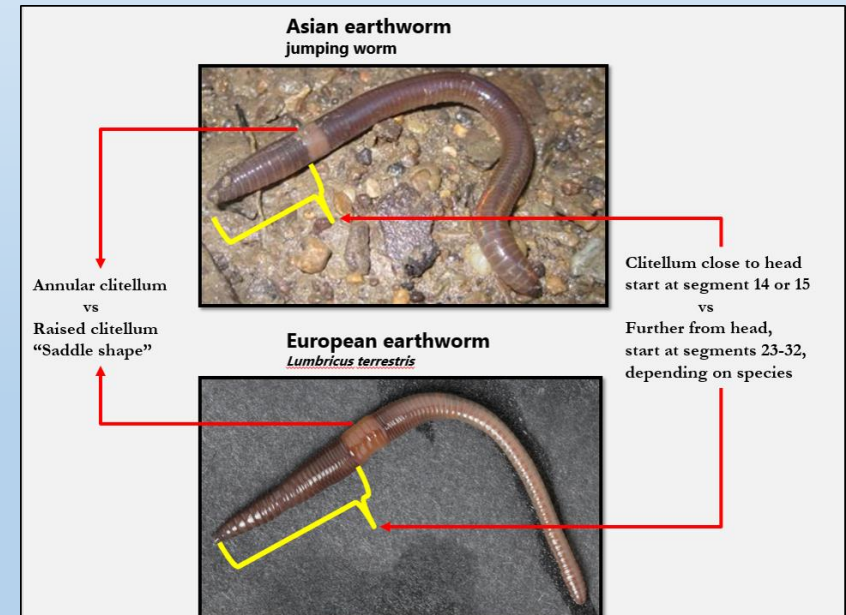 Asian earthworm
jumping worm
Annular clitellum
vs
Raised clitellum
“Saddle shape”
Clitellum close to head
start at segment 14 or 15
vs
Further from head,
start at segments 23-32,
depending on species
European earthworm
Lumbricus terrestris